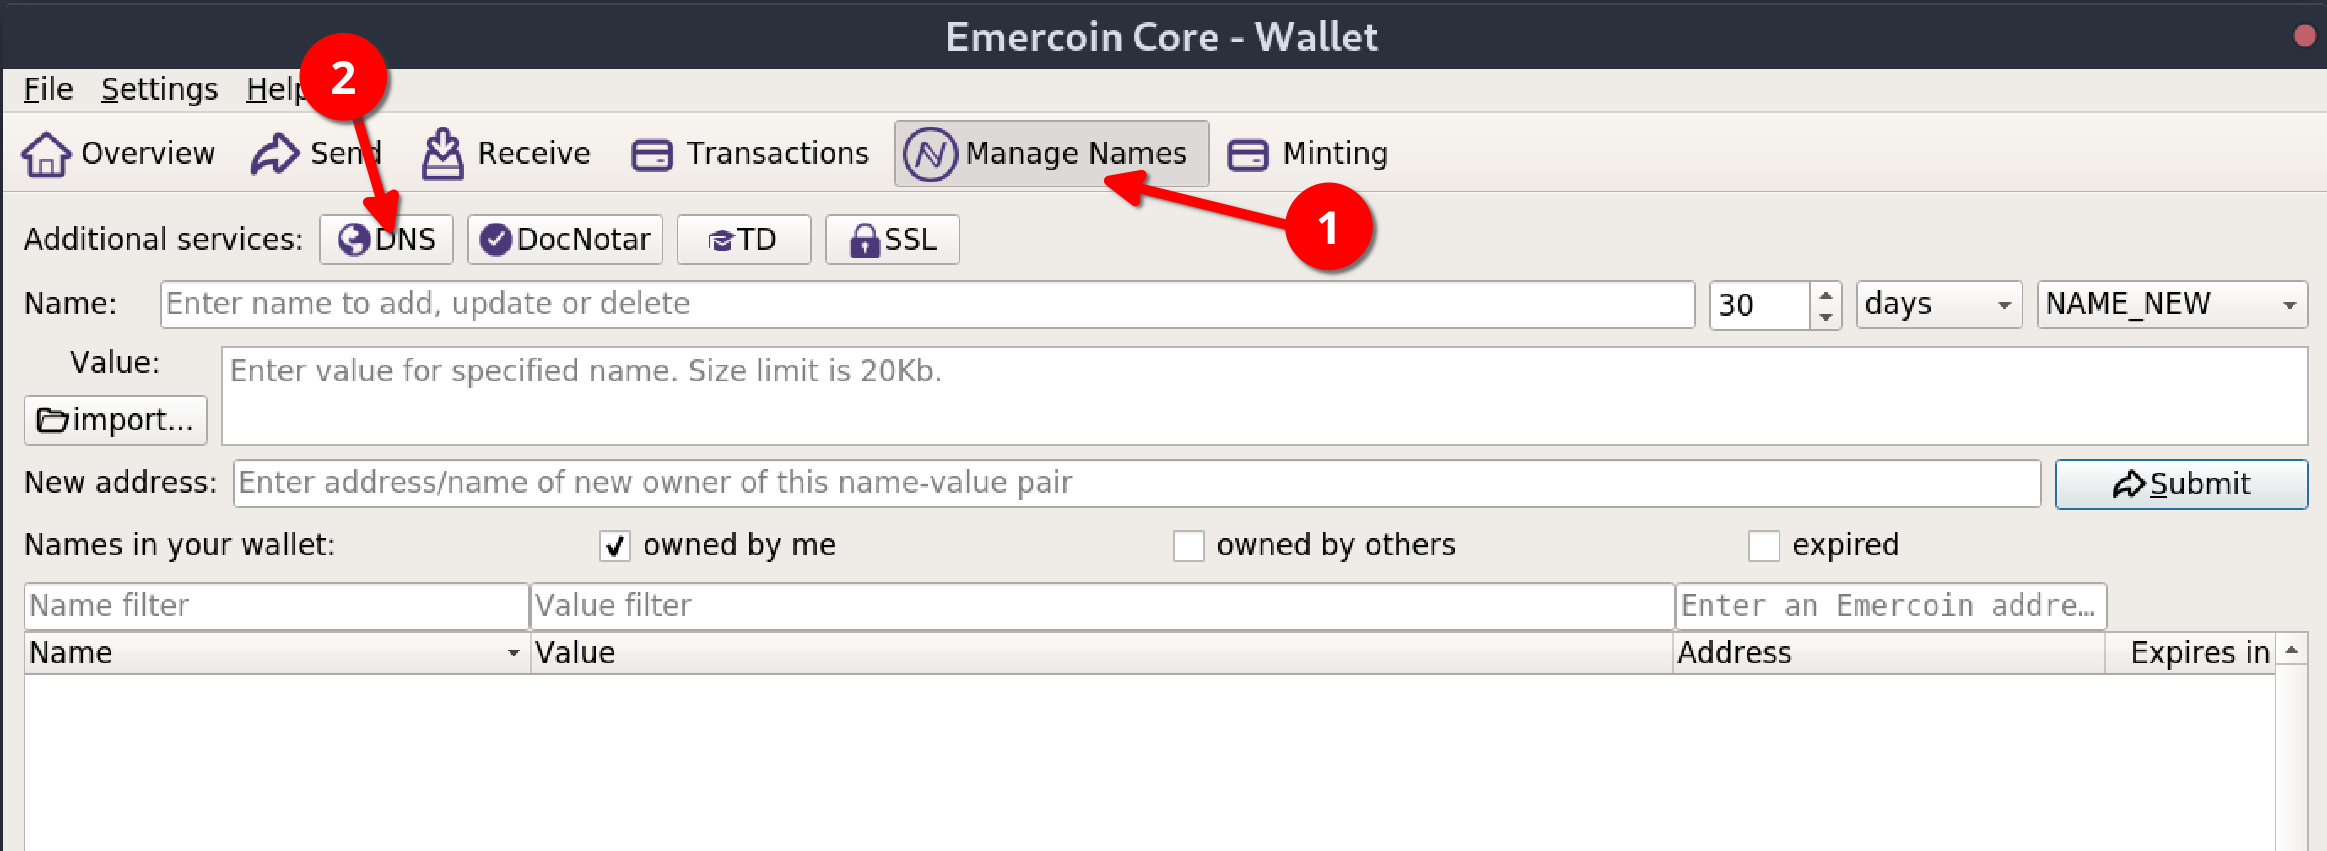 Emercoin Core - Wallet
File Settings Help
2
Overview Send Receive Transactions Manage Names Minting
1
Additional services: DNS DocNotar TD SSL
Name: Enter name to add, update or delete 30 days NAME_NEW
Value: Enter value for specified name. Size limit is 20Kb.
import...
New address: Enter address/name of new owner of this name-value pair Submit
Names in your wallet: owned by me owned by others expired
Name filter Value filter Enter an Emercoin addre…
Name Value Address Expires in